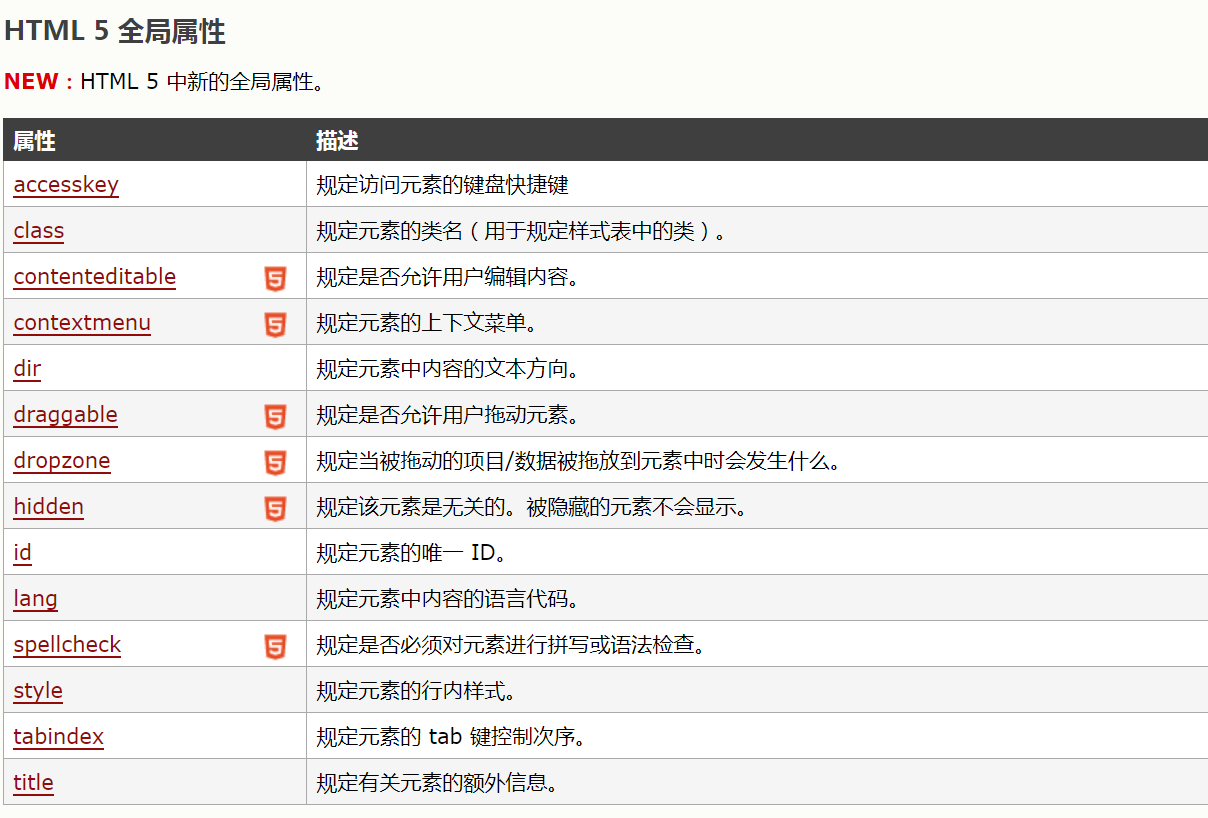 HTML 5 全局属性
NEW：HTML 5 中新的全局属性。
属性 描述
accesskey 规定访问元素的键盘快捷键
class 规定元素的类名（用于规定样式表中的类）。
contenteditable 5 规定是否允许用户编辑内容。
contextmenu 5 规定元素的上下文菜单。
dir 规定元素中内容的文本方向。
draggable 5 规定是否允许用户拖动元素。
dropzone 5 规定当被拖动的项目/数据被拖放到元素中时会发生什么。
hidden 5 规定该元素是无关的。被隐藏的元素不会显示。
id 规定元素的唯一 ID。
lang 规定元素中内容的语言代码。
spellcheck 5 规定是否必须对元素进行拼写或语法检查。
style 规定元素的行内样式。
tabindex 规定元素的 tab 键控制次序。
title 规定有关元素的额外信息。